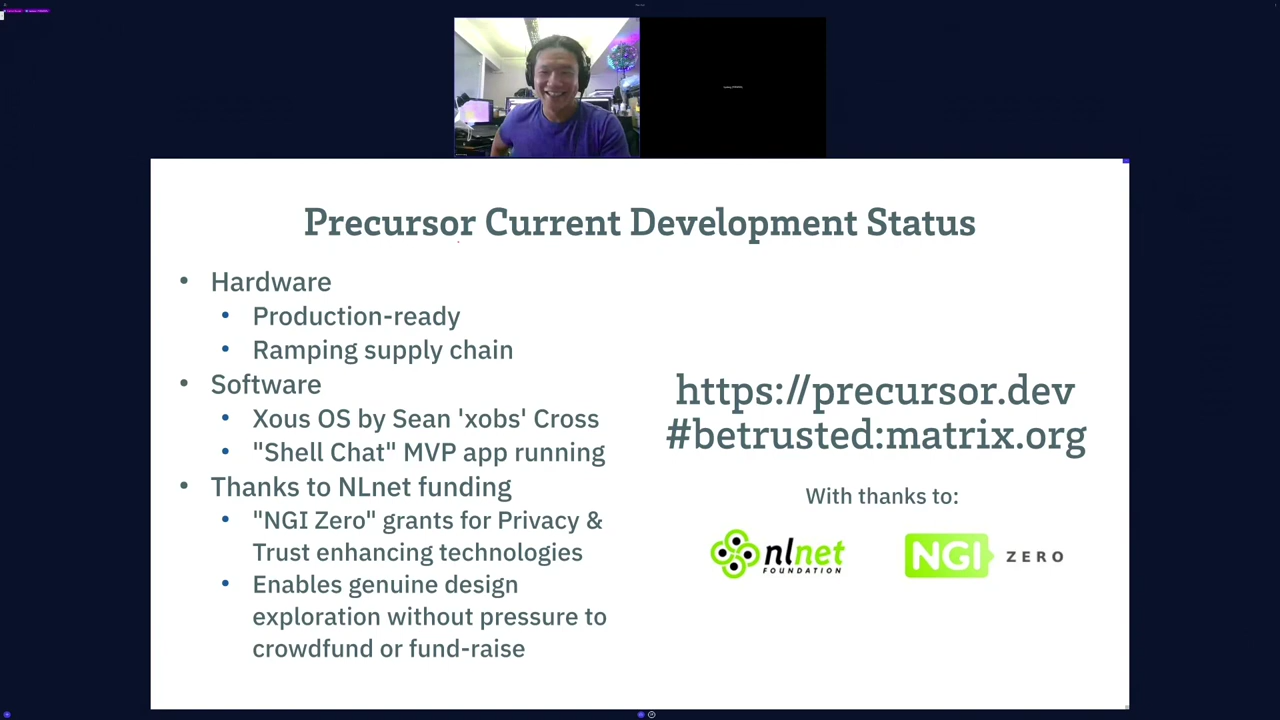 Precursor Current Development Status
• Hardware
• Production-ready
• Ramping supply chain
• Software
• Xous OS by Sean 'xobs' Cross
• "Shell Chat" MVP app running
• Thanks to NLnet funding
• "NGI Zero" grants for Privacy &
Trust enhancing technologies
• Enables genuine design
exploration without pressure to
crowdfund or fund-raise
https://precursor.dev
#betrusted:matrix.org
With thanks to:
nlnet
FOUNDATION
NGI ZERO